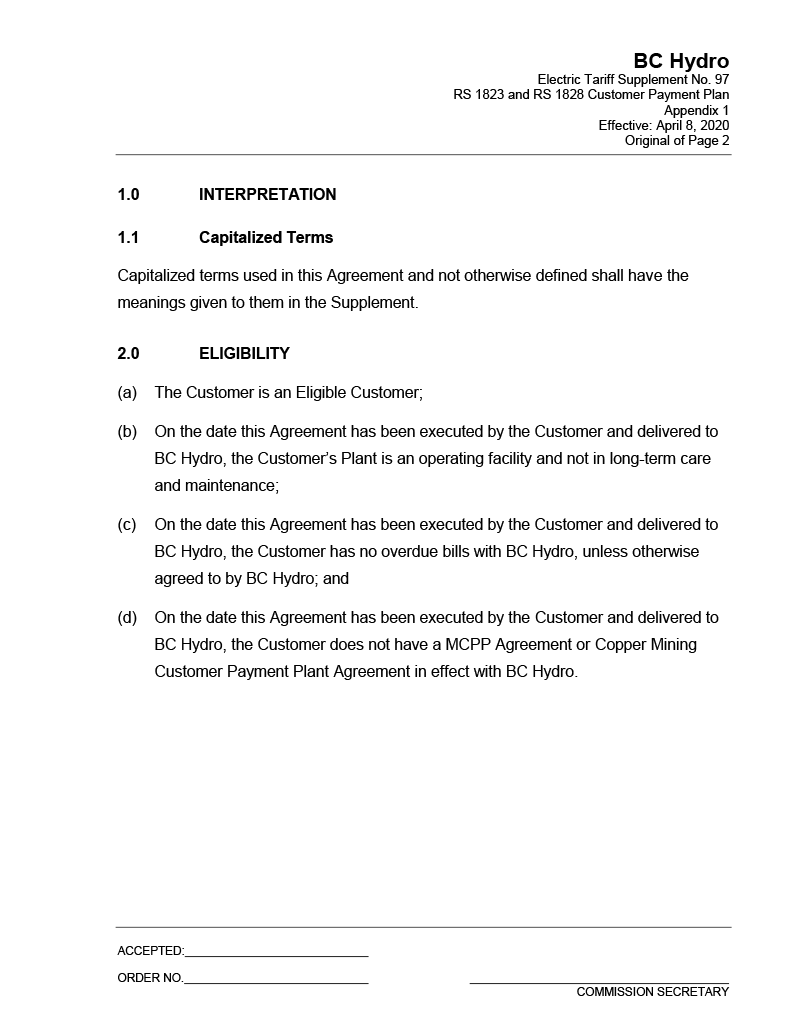 BC Hydro
Electric Tariff Supplement No. 97
RS 1823 and RS 1828 Customer Payment Plan
Appendix 1
Effective: April 8, 2020
Original of Page 2
1.0 INTERPRETATION
1.1 Capitalized Terms
Capitalized terms used in this Agreement and not otherwise defined shall have the
meanings given to them in the Supplement.
2.0 ELIGIBILITY
(a) The Customer is an Eligible Customer;
(b) On the date this Agreement has been executed by the Customer and delivered to
BC Hydro, the Customer’s Plant is an operating facility and not in long-term care
and maintenance;
(c) On the date this Agreement has been executed by the Customer and delivered to
BC Hydro, the Customer has no overdue bills with BC Hydro, unless otherwise
agreed to by BC Hydro; and
(d) On the date this Agreement has been executed by the Customer and delivered to
BC Hydro, the Customer does not have a MCPP Agreement or Copper Mining
Customer Payment Plant Agreement in effect with BC Hydro.
ACCEPTED:____________________________
ORDER NO.____________________________
COMMISSION SECRETARY